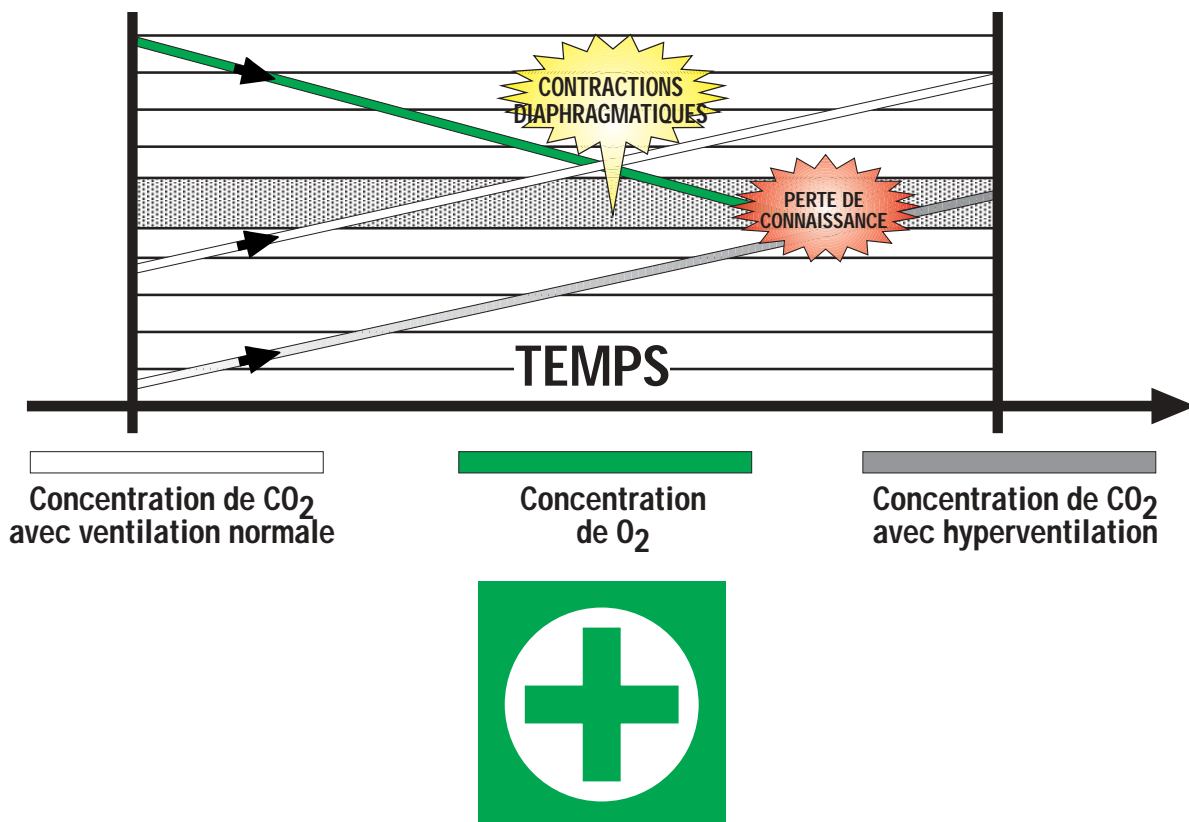 CONTRACTIONS
DIAPHRAGMATIQUES
PERTE DE
CONNAISSANCE
TEMPS
Concentration de CO2
avec ventilation normale
Concentration
de O2
Concentration de CO2
avec hyperventilation